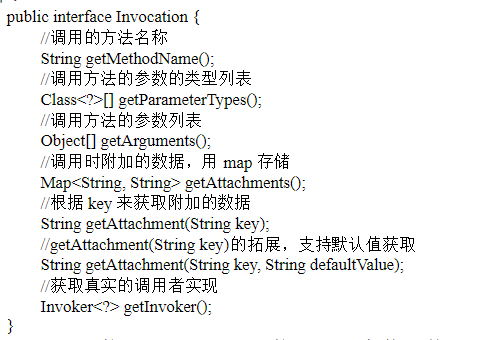 public interface Invocation {
//调用的方法名称
String getMethodName();
//调用方法的参数的类型列表
Class<?>[] getParameterTypes();
//调用方法的参数列表
Object[] getArguments();
//调用时附加的数据，用 map 存储
Map<String, String> getAttachments();
//根据 key 来获取附加的数据
String getAttachment(String key);
//getAttachment(String key)的拓展，支持默认值获取
String getAttachment(String key, String defaultValue);
//获取真实的调用者实现
Invoker<?> getInvoker();
}